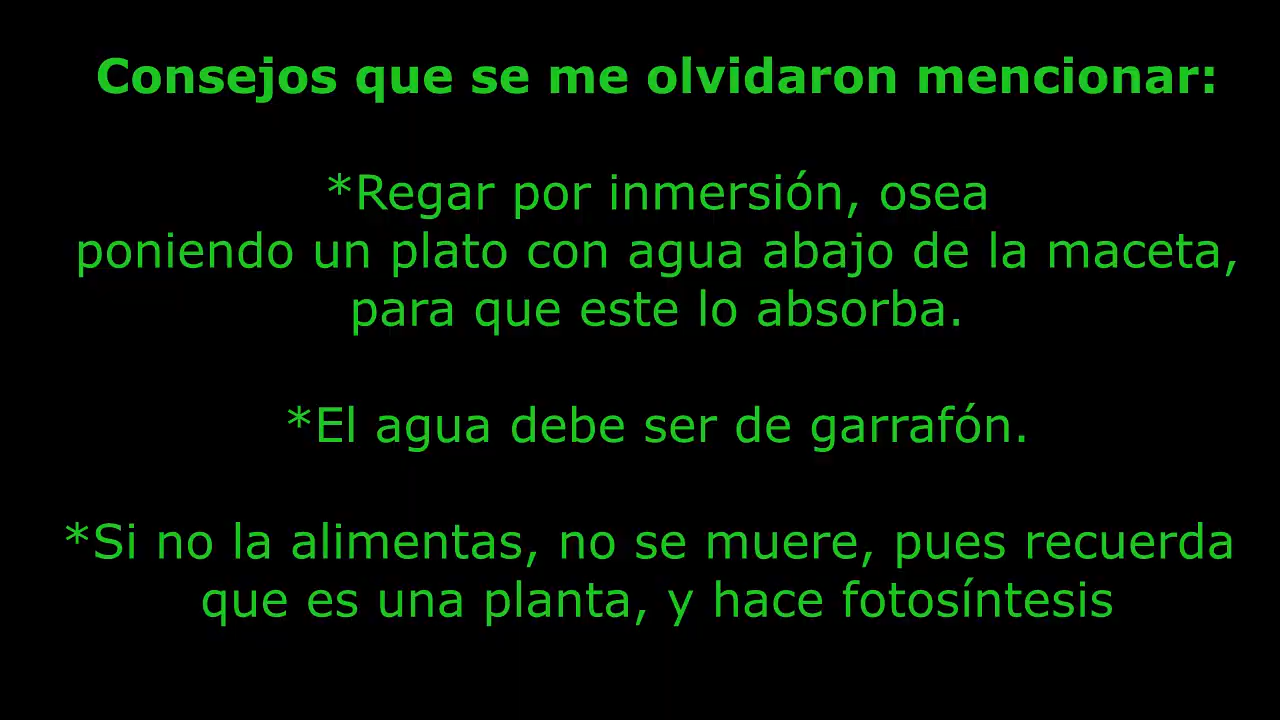 Consejos que se me olvidaron mencionar:
*Regar por inmersión, osea
poniendo un plato con agua abajo de la maceta,
para que este lo absorba.
*El agua debe ser de garrafón.
*Si no la alimentas, no se muere, pues recuerda
que es una planta, y hace fotosíntesis